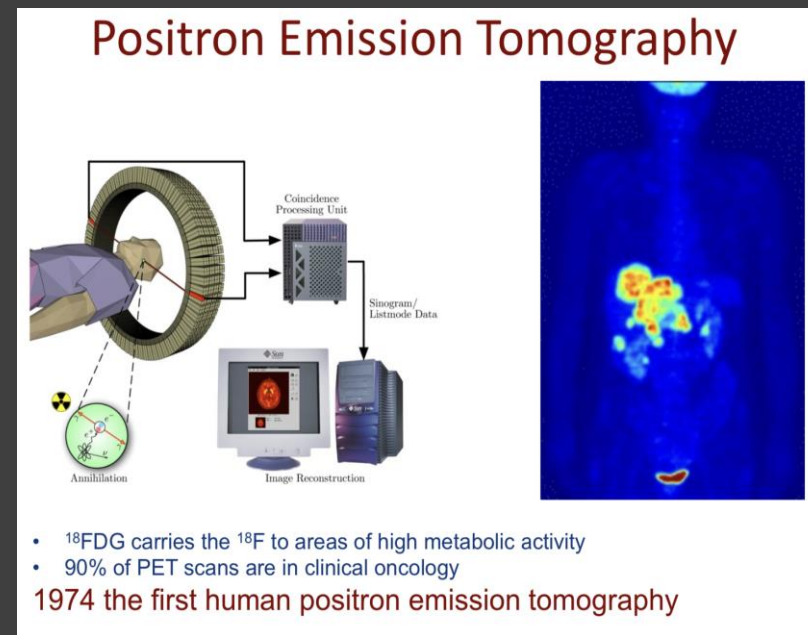 Positron Emission Tomography
Coincidence
Processing Unit
Sinogram/
Listmode Data
Annihilation
Image Reconstruction
• ¹⁸FDG carries the ¹⁸F to areas of high metabolic activity
• 90% of PET scans are in clinical oncology
1974 the first human positron emission tomography